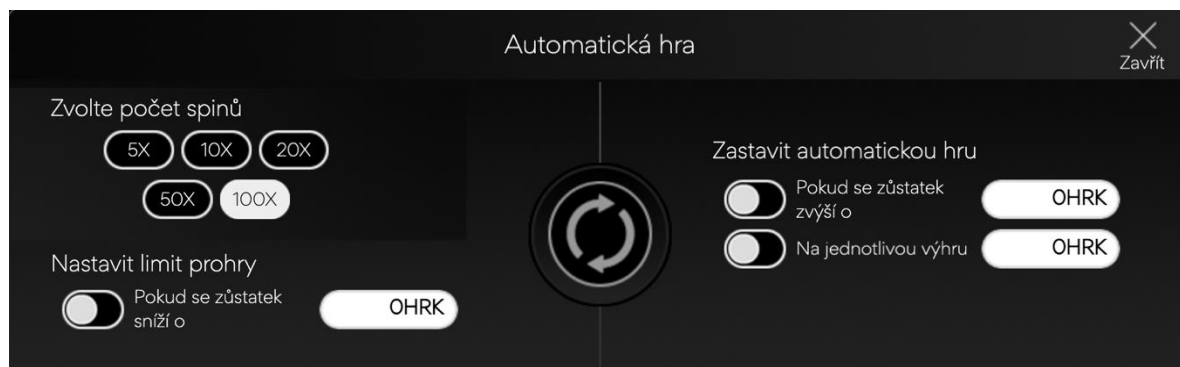 Automatická hra
Zavřít
Zvolte počet spinů
5X 10X 20X
50X 100X
Nastavit limit prohry
Pokud se zůstatek
sníží o
0HRK
Zastavit automatickou hru
Pokud se zůstatek
zvýší o
0HRK
Na jednotlivou výhru
0HRK